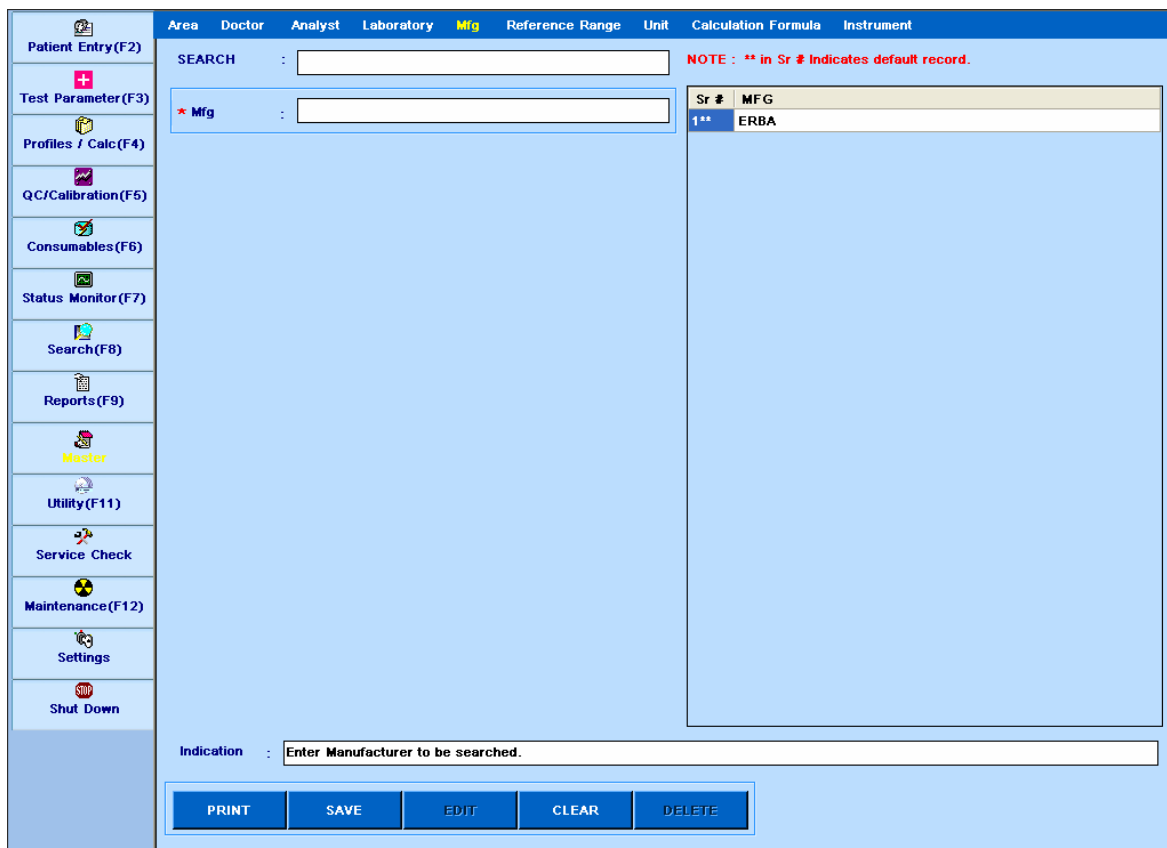 Area Doctor Analyst Laboratory Mfg Reference Range Unit Calculation Formula Instrument
Patient Entry(F2)
Test Parameter(F3)
Profiles / Calc(F4)
QC/Calibration(F5)
Consumables(F6)
Status Monitor(F7)
Search(F8)
Reports(F9)
Master
Utility(F11)
Service Check
Maintenance(F12)
Settings
STOP
Shut Down
SEARCH :
* Mfg :
NOTE : ** in Sr # Indicates default record.
Sr # MFG
1** ERBA
Indication : Enter Manufacturer to be searched.
PRINT SAVE EDIT CLEAR DELETE